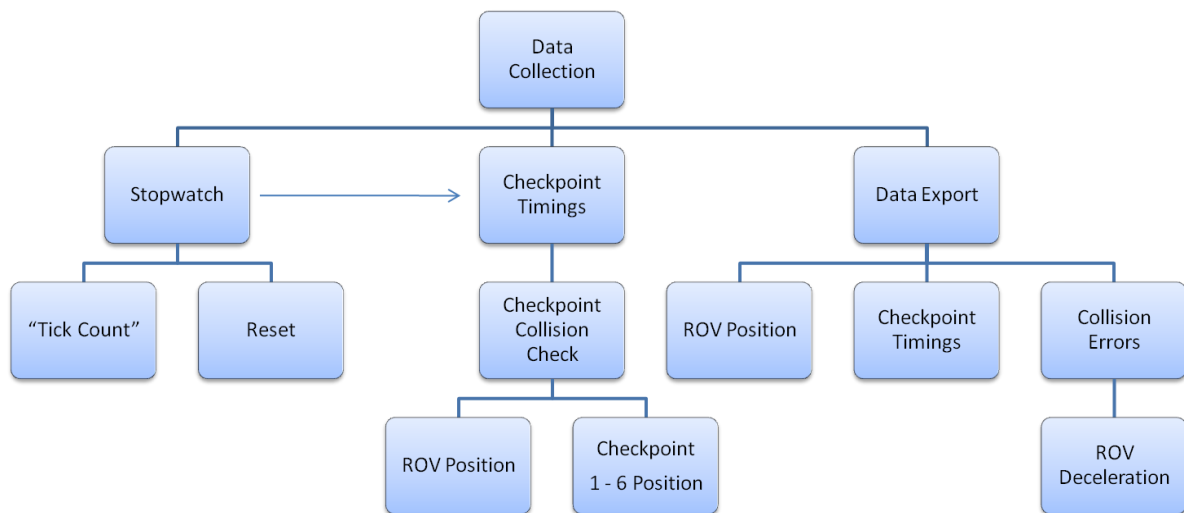 Data
Collection
Stopwatch
Checkpoint
Timings
Data Export
“Tick Count”
Reset
Checkpoint
Collision
Check
ROV Position
Checkpoint
Timings
Collision
Errors
ROV Position
Checkpoint
1 - 6 Position
ROV
Deceleration